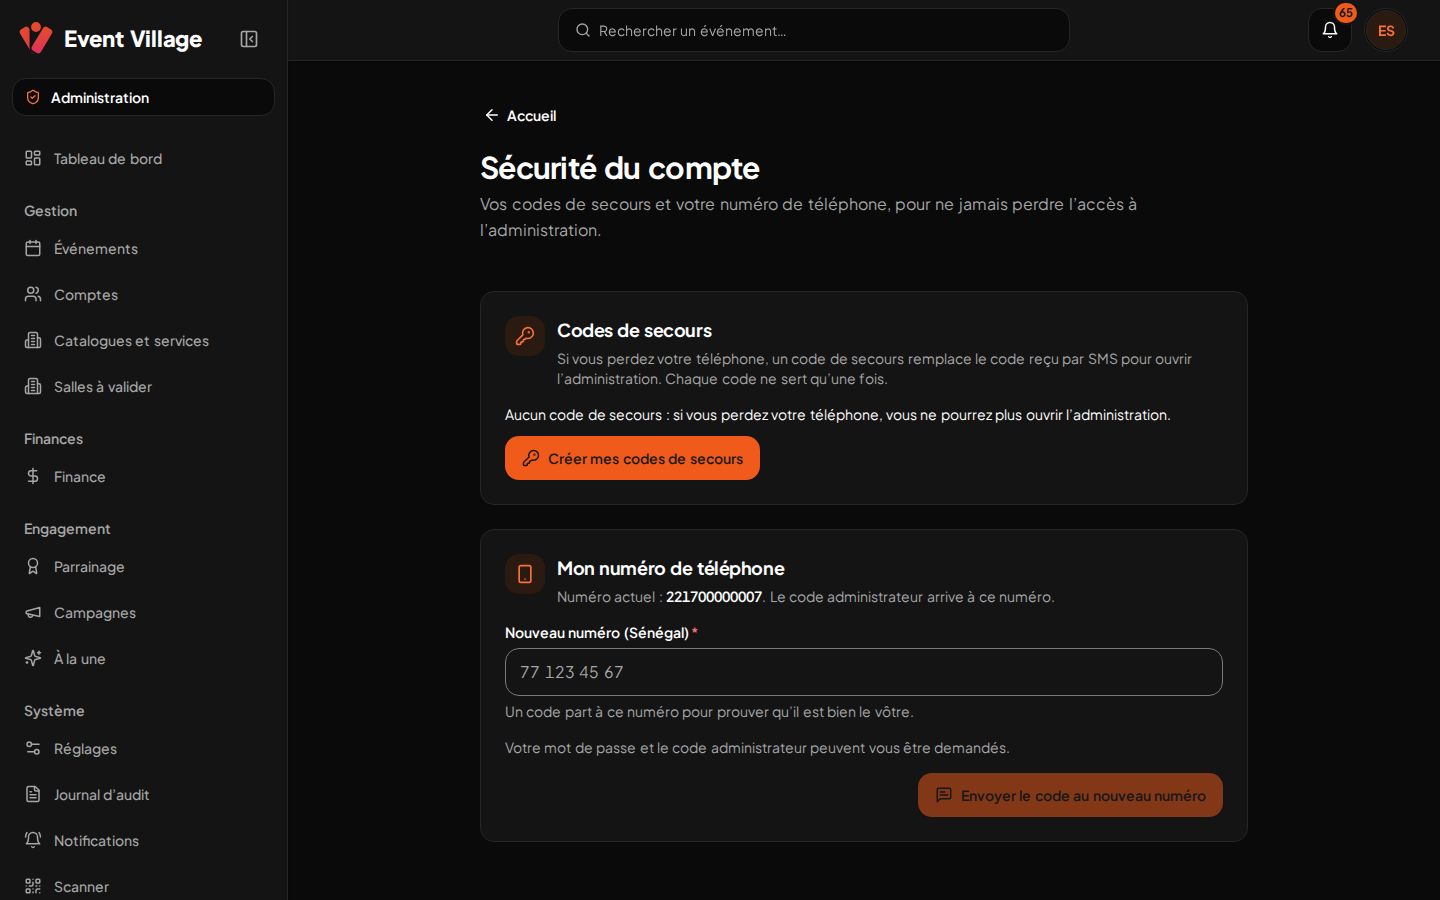 Event Village
Rechercher un événement…
65
ES
Administration
Tableau de bord
Gestion
Événements
Comptes
Catalogues et services
Salles à valider
Finances
Finance
Engagement
Parrainage
Campagnes
À la une
Système
Réglages
Journal d’audit
Notifications
Scanner
Accueil
Sécurité du compte
Vos codes de secours et votre numéro de téléphone, pour ne jamais perdre l’accès à
l’administration.
Codes de secours
Si vous perdez votre téléphone, un code de secours remplace le code reçu par SMS pour ouvrir
l’administration. Chaque code ne sert qu’une fois.
Aucun code de secours : si vous perdez votre téléphone, vous ne pourrez plus ouvrir l’administration.
Créer mes codes de secours
Mon numéro de téléphone
Numéro actuel : 221700000007. Le code administrateur arrive à ce numéro.
Nouveau numéro (Sénégal) *
77 123 45 67
Un code part à ce numéro pour prouver qu’il est bien le vôtre.
Votre mot de passe et le code administrateur peuvent vous être demandés.
Envoyer le code au nouveau numéro